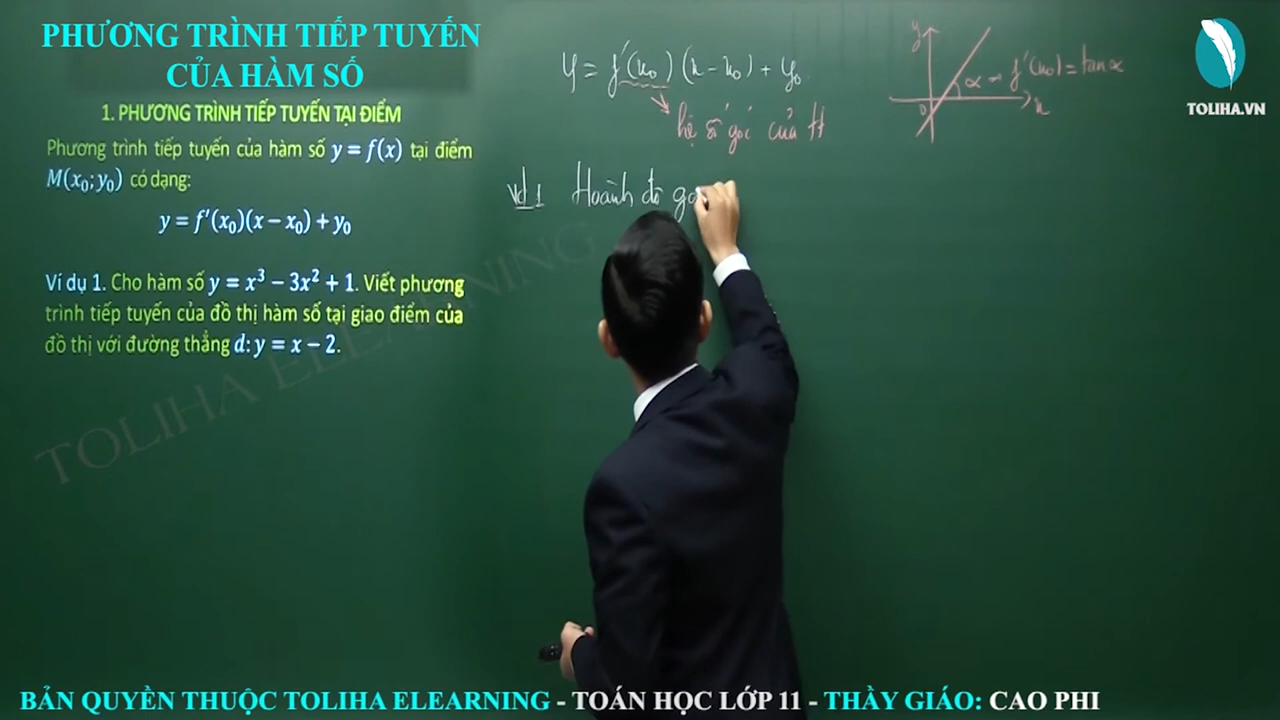 PHƯƠNG TRÌNH TIẾP TUYẾN
CỦA HÀM SỐ
1. PHƯƠNG TRÌNH TIẾP TUYẾN TẠI ĐIỂM
Phương trình tiếp tuyến của hàm số y = f(x) tại điểm
M(x₀; y₀) có dạng:
y = f′(x₀)(x − x₀) + y₀
Ví dụ 1. Cho hàm số y = x³ − 3x² + 1. Viết phương
trình tiếp tuyến của đồ thị hàm số tại giao điểm của
đồ thị với đường thẳng d: y = x − 2.
TOLIHA ELEARNING
y = f′(x₀)(x − x₀) + y₀
hệ số góc của tt
Vd1 Hoành độ
y
α → f′(x₀) = tanα
0
x
TOLIHA.VN
BẢN QUYỀN THUỘC TOLIHA ELEARNING - TOÁN HỌC LỚP 11 - THẦY GIÁO: CAO PHI